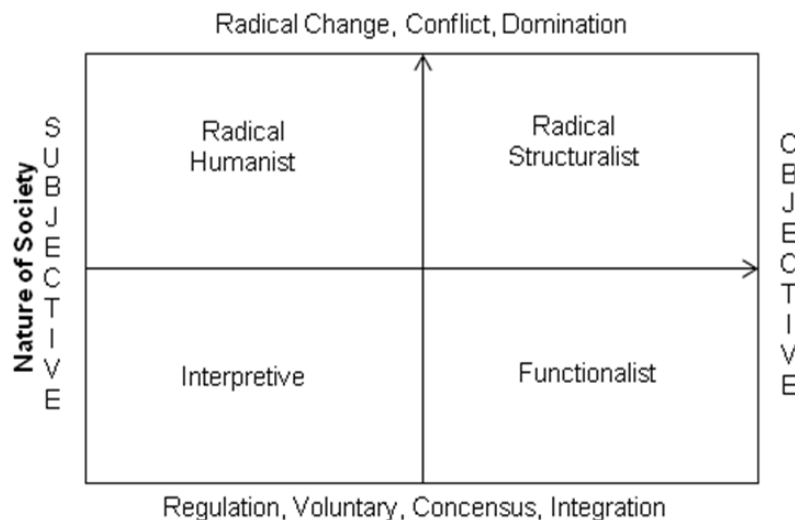 Radical Change, Conflict, Domination
Nature of Society
SUBJECTIVE
Radical
Humanist
Radical
Structuralist
OBJECTIVE
Interpretive
Functionalist
Regulation, Voluntary, Concensus, Integration